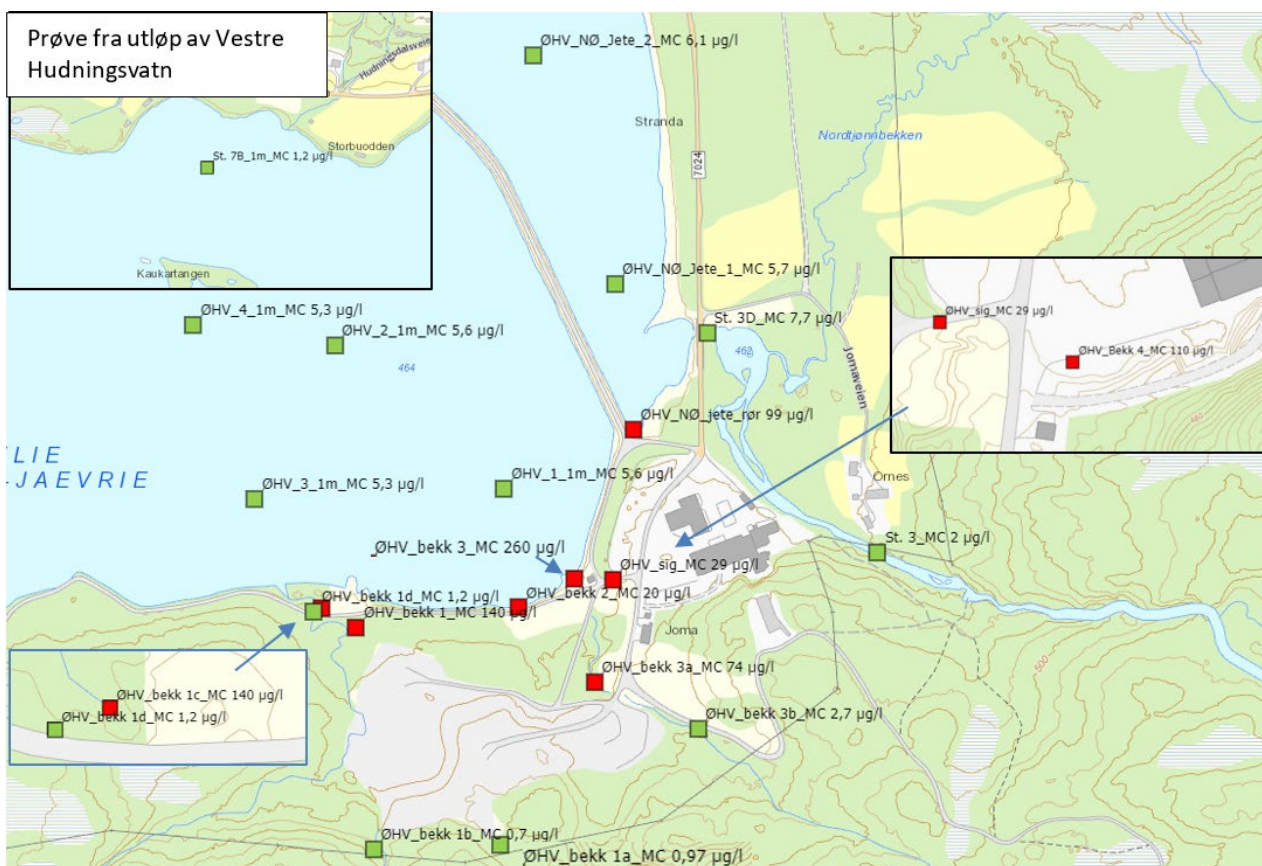 Prøve fra utløp av Vestre
Hudningsvatn
Hudningsdalsveien
Storbuodden
St. 7B_1m_MC 1,2 µg/l
Kaukartangen
ØHV_NØ_Jete_2_MC 6,1 µg/l
Stranda
Nordtjønnbekken
7024
ØHV_NØ_Jete_1_MC 5,7 µg/l
ØHV_4_1m_MC 5,3 µg/l
ØHV_2_1m_MC 5,6 µg/l
St. 3D_MC 7,7 µg/l
462
464
Jomaveien
ØHV_sig_MC 29 µg/l
ØHV_Bekk 4_MC 110 µg/l
480
ØHV_NØ_jete_rør 99 µg/l
LIE
-JAEVRIE
ØHV_3_1m_MC 5,3 µg/l
ØHV_1_1m_MC 5,6 µg/l
Ornes
ØHV_bekk 3_MC 260 µg/l
St. 3_MC 2 µg/l
ØHV_sig_MC 29 µg/l
ØHV_bekk 1d_MC 1,2 µg/l
ØHV_bekk 2_MC 20 µg/l
ØHV_bekk 1_MC 140 µg/l
Joma
500
ØHV_bekk 3a_MC 74 µg/l
ØHV_bekk 1c_MC 140 µg/l
ØHV_bekk 1d_MC 1,2 µg/l
ØHV_bekk 3b_MC 2,7 µg/l
ØHV_bekk 1b_MC 0,7 µg/l
ØHV_bekk 1a_MC 0,97 µg/l